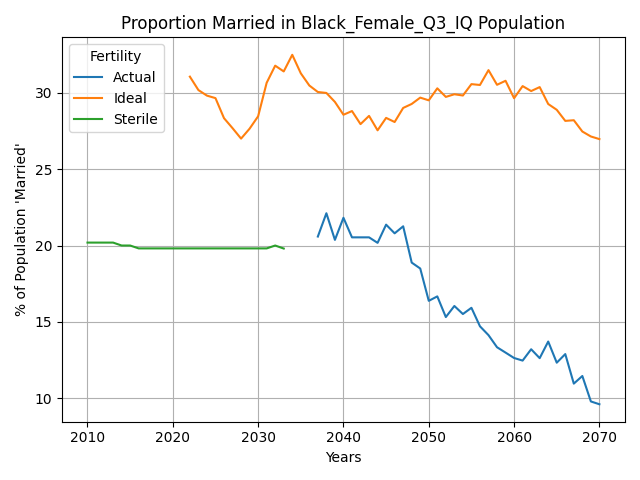 Proportion Married in Black_Female_Q3_IQ Population
Fertility
Actual
Ideal
Sterile
% of Population 'Married'
30
25
20
15
10
2010 2020 2030 2040 2050 2060 2070
Years